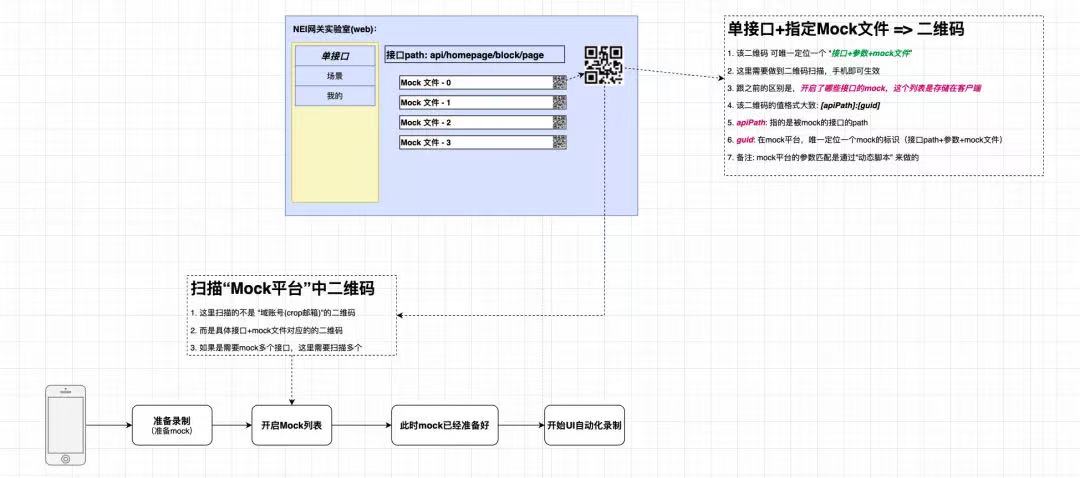 NEI网关实验室(web):
单接口
场景
我的
接口path: api/homepage/block/page
Mock 文件 - 0
Mock 文件 - 1
Mock 文件 - 2
Mock 文件 - 3
单接口+指定Mock文件 => 二维码
1. 该二维码 可唯一定位一个 "接口+参数+mock文件"
2. 这里需要做到二维码扫描，手机即可生效
3. 跟之前的区别是，开启了哪些接口的mock，这个列表是存储在客户端
4. 该二维码的值格式大致: [apiPath]:[guid]
5. apiPath: 指的是被mock的接口的path
6. guid: 在mock平台，唯一定位一个mock的标识（接口path+参数+mock文件）
7. 备注: mock平台的参数匹配是通过“动态脚本” 来做的
扫描“Mock平台”中二维码
1. 这里扫描的不是 “域账号(crop邮箱)”的二维码
2. 而是具体接口+mock文件对应的的二维码
3. 如果是需要mock多个接口，这里需要扫描多个
准备录制
（准备mock）
开启Mock列表
此时mock已经准备好
开始UI自动化录制